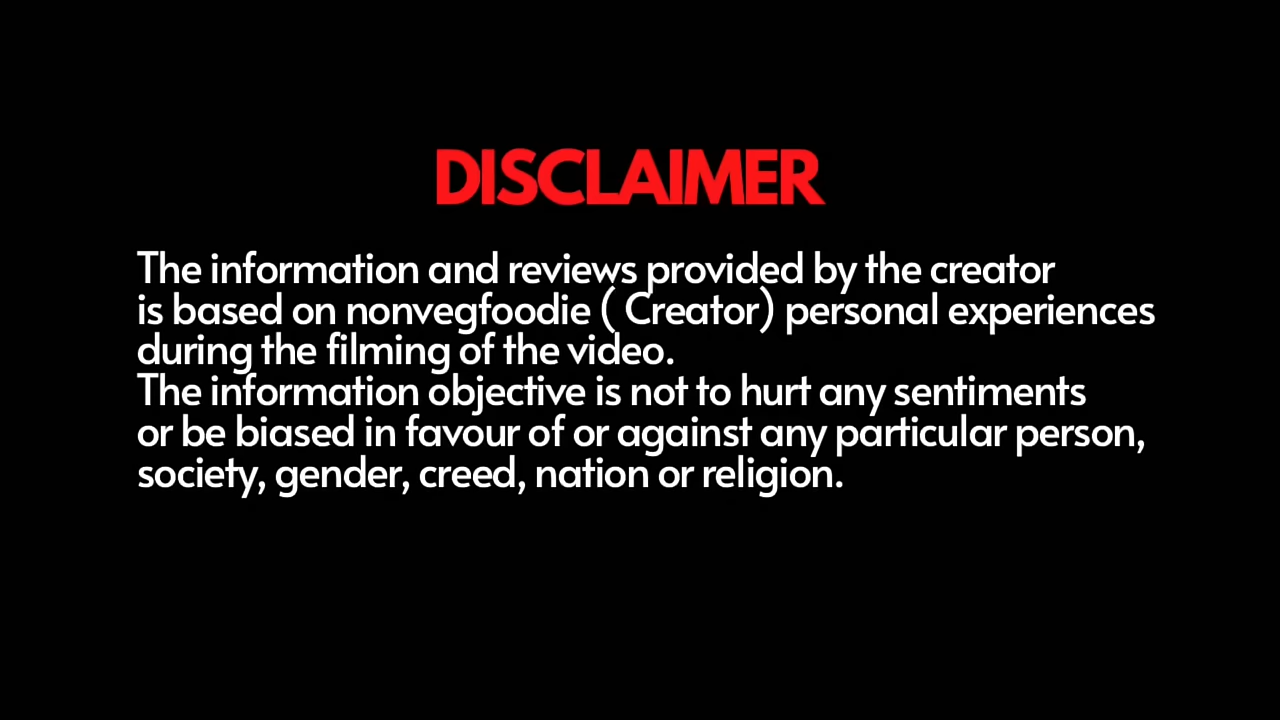 DISCLAIMER
The information and reviews provided by the creator
is based on nonvegfoodie ( Creator) personal experiences
during the filming of the video.
The information objective is not to hurt any sentiments
or be biased in favour of or against any particular person,
society, gender, creed, nation or religion.